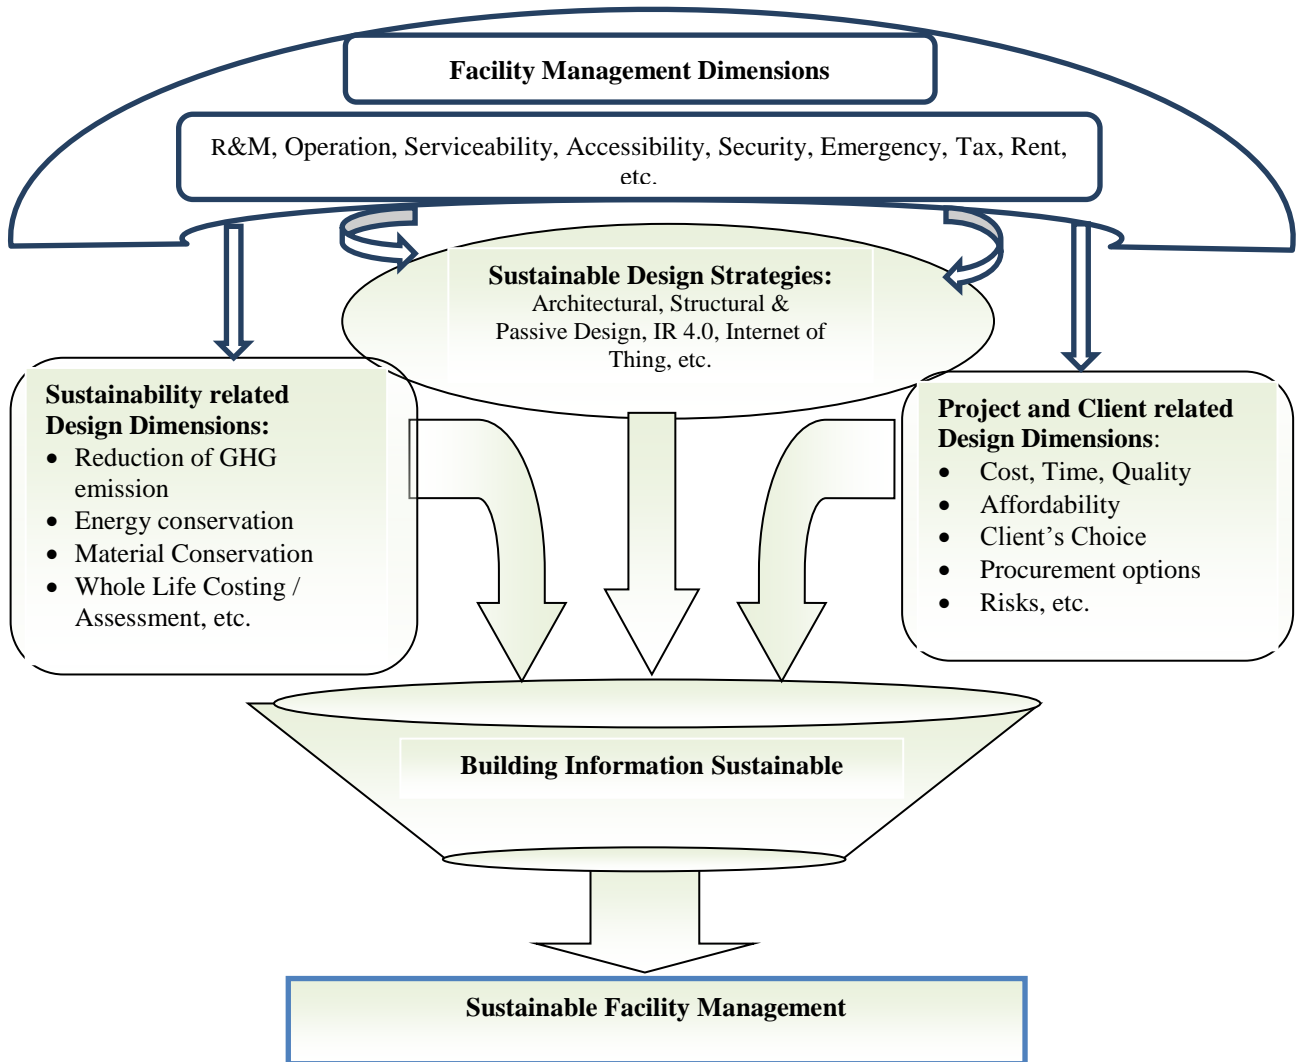 Facility Management Dimensions
R&M, Operation, Serviceability, Accessibility, Security, Emergency, Tax, Rent,
etc.
Sustainable Design Strategies:
Architectural, Structural &
Passive Design, IR 4.0, Internet of
Thing, etc.
Sustainability related
Design Dimensions:
• Reduction of GHG
emission
• Energy conservation
• Material Conservation
• Whole Life Costing /
Assessment, etc.
Project and Client related
Design Dimensions:
• Cost, Time, Quality
• Affordability
• Client’s Choice
• Procurement options
• Risks, etc.
Building Information Sustainable
Sustainable Facility Management